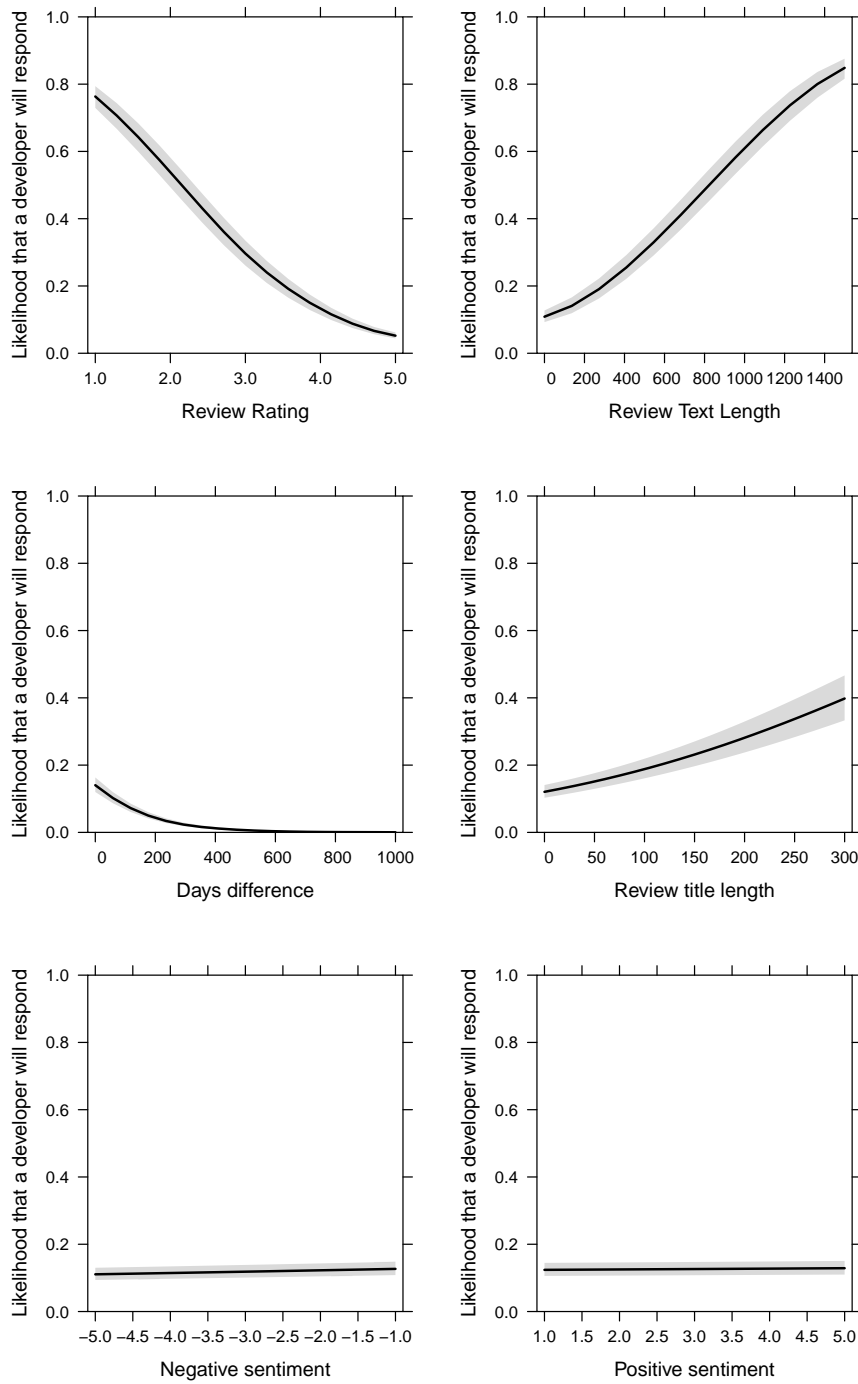 Likelihood that a developer will respond
1.0
0.8
0.6
0.4
0.2
0.0
1.0 2.0 3.0 4.0 5.0
Review Rating
Likelihood that a developer will respond
1.0
0.8
0.6
0.4
0.2
0.0
0 200 400 600 800 1000 1200 1400
Review Text Length
Likelihood that a developer will respond
1.0
0.8
0.6
0.4
0.2
0.0
0 200 400 600 800 1000
Days difference
Likelihood that a developer will respond
1.0
0.8
0.6
0.4
0.2
0.0
0 50 100 150 200 250 300
Review title length
Likelihood that a developer will respond
1.0
0.8
0.6
0.4
0.2
0.0
−5.0 −4.5 −4.0 −3.5 −3.0 −2.5 −2.0 −1.5 −1.0
Negative sentiment
Likelihood that a developer will respond
1.0
0.8
0.6
0.4
0.2
0.0
1.0 1.5 2.0 2.5 3.0 3.5 4.0 4.5 5.0
Positive sentiment